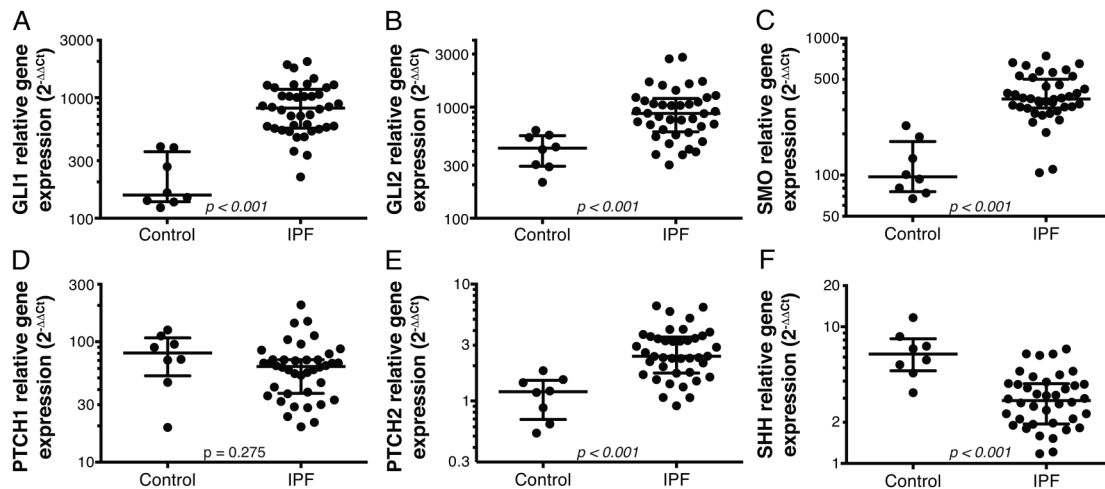 A
GLI1 relative gene
expression (2-ΔΔCt)
3000
1000
300
100
p < 0.001
Control
IPF
B
GLI2 relative gene
expression (2-ΔΔCt)
3000
1000
300
100
p < 0.001
Control
IPF
C
SMO relative gene
expression (2-ΔΔCt)
1000
500
100
50
p < 0.001
Control
IPF
D
PTCH1 relative gene
expression (2-ΔΔCt)
300
100
30
10
p = 0.275
Control
IPF
E
PTCH2 relative gene
expression (2-ΔΔCt)
10
3
1
0.3
p < 0.001
Control
IPF
F
SHH relative gene
expression (2-ΔΔCt)
20
10
2
1
p < 0.001
Control
IPF